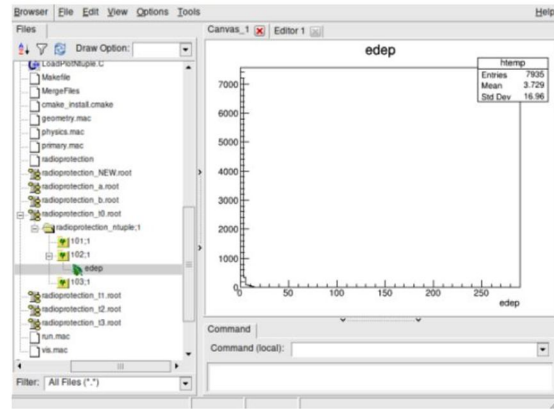 Browser File Edit View Options Tools Help
Files
Draw Option:
LoadPlotNtuple.C
Makefile
MergeFiles
cmake_install.cmake
geometry.mac
physics.mac
primary.mac
radioprotection
radioprotection_NEW.root
radioprotection_a.root
radioprotection_b.root
radioprotection_t0.root
radioprotection_ntuple;1
101;1
102;1
edep
103;1
radioprotection_t1.root
radioprotection_t2.root
radioprotection_t3.root
run.mac
vis.mac
Filter: All Files (*.*)
Canvas_1 Editor 1
edep
htemp
Entries 7935
Mean 3.729
Std Dev 16.96
7000
6000
5000
4000
3000
2000
1000
0
0 50 100 150 200 250
edep
Command
Command (local):